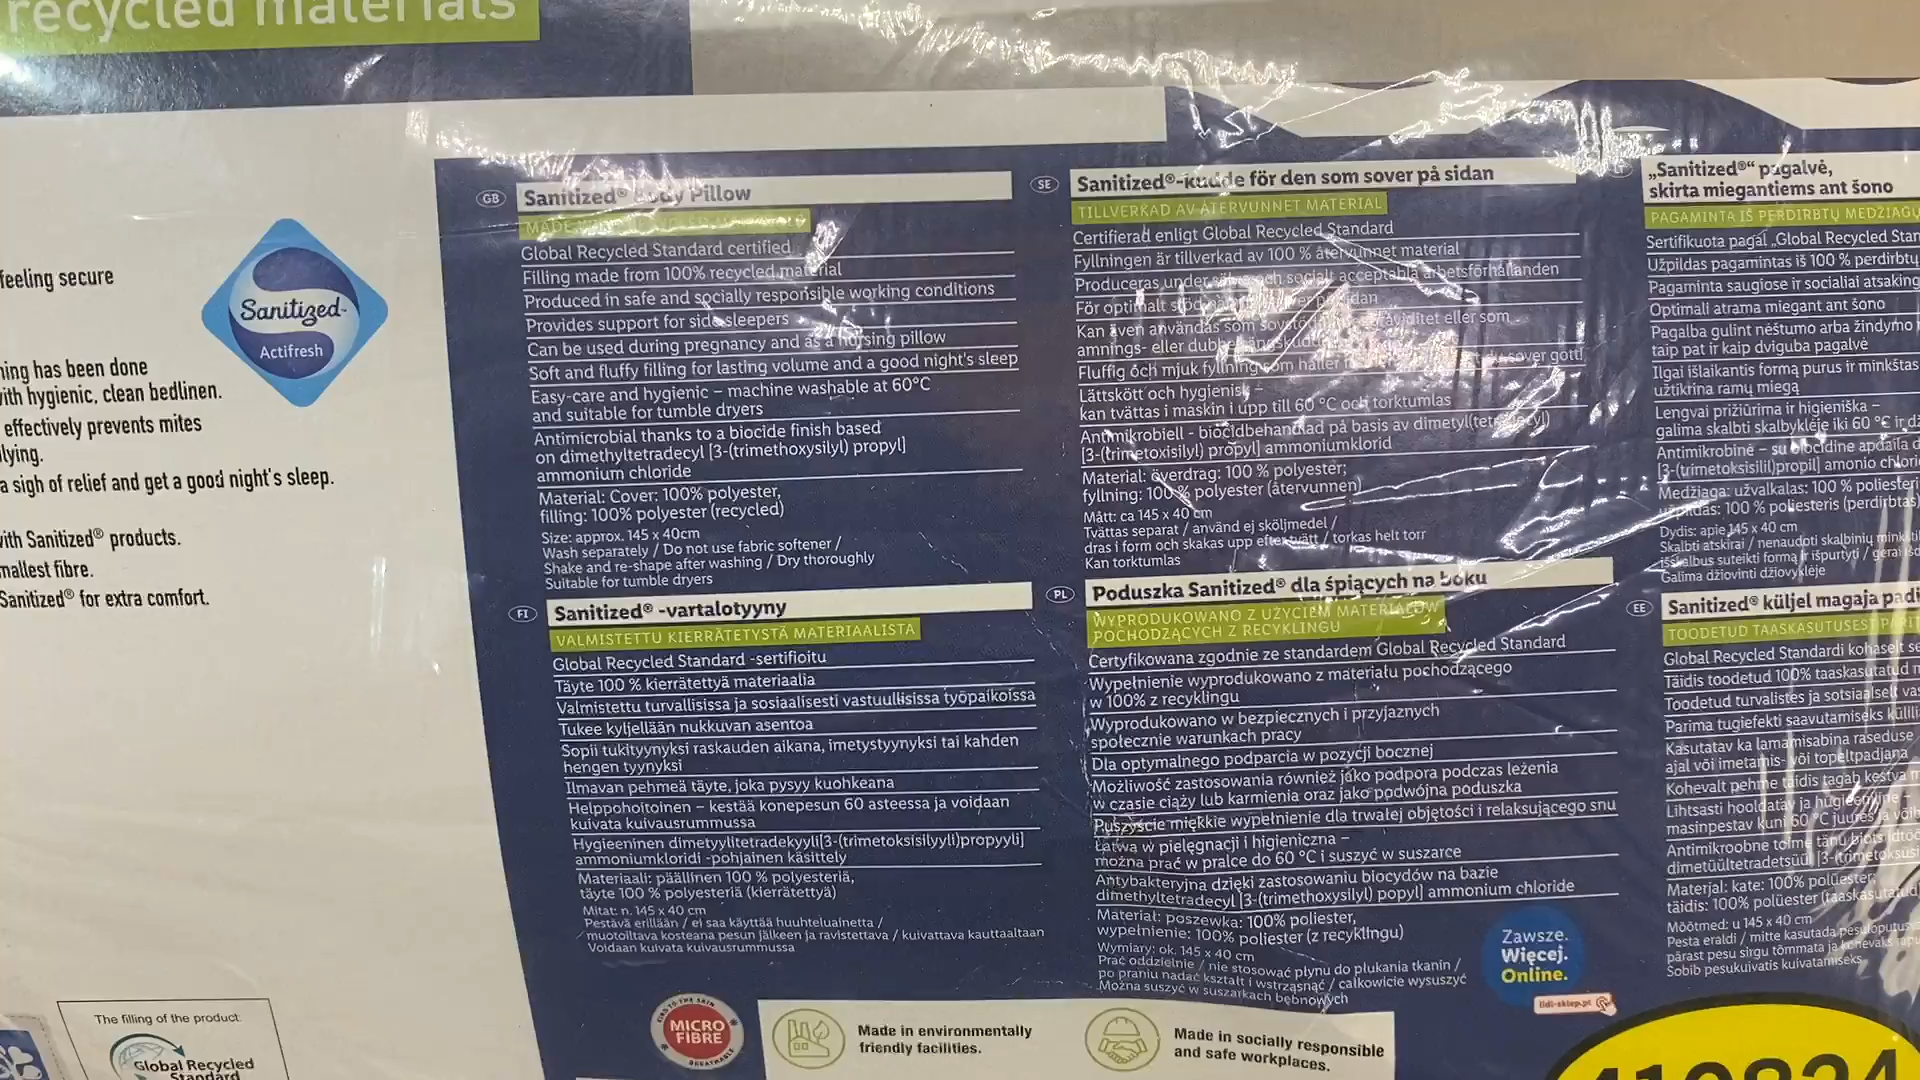 recycled materials
feeling secure
Sanitized
Actifresh
ning has been done
with hygienic, clean bedlinen.
effectively prevents mites
lying.
a sigh of relief and get a good night's sleep.
with Sanitized® products.
mallest fibre.
Sanitized® for extra comfort.
The filling of the product:
Global Recycled
Standard
GB
Sanitized® Body Pillow
Global Recycled Standard certified
Filling made from 100% recycled material
Produced in safe and socially responsible working conditions
Provides support for side sleepers
Can be used during pregnancy and as a nursing pillow
Soft and fluffy filling for lasting volume and a good night's sleep
Easy-care and hygienic – machine washable at 60°C
and suitable for tumble dryers
Antimicrobial thanks to a biocide finish based
on dimethyltetradecyl [3-(trimethoxysilyl) propyl]
ammonium chloride
Material: Cover: 100% polyester,
filling: 100% polyester (recycled)
Size: approx. 145 x 40cm
Wash separately / Do not use fabric softener /
Shake and re-shape after washing / Dry thoroughly
Suitable for tumble dryers
FI
Sanitized® -vartalotyyny
VALMISTETTU KIERRÄTETYSTÄ MATERIAALISTA
Global Recycled Standard -sertifioitu
Täyte 100 % kierrätettyä materiaalia
Valmistettu turvallisissa ja sosiaalisesti vastuullisissa työpaikoissa
Tukee kyljellään nukkuvan asentoa
Sopii tukityynyksi raskauden aikana, imetystyynyksi tai kahden
hengen tyynyksi
Ilmavan pehmeä täyte, joka pysyy kuohkeana
Helppohoitoinen – kestää konepesun 60 asteessa ja voidaan
kuivata kuivausrummussa
Hygieeninen dimetyylitetradekyyli[3-(trimetoksisilyyli)propyyli]
ammoniumkloridi -pohjainen käsittely
Materiaali: päällinen 100 % polyesteriä,
täyte 100 % polyesteriä (kierrätettyä)
Mitat: n. 145 x 40 cm
Pestävä erillään / ei saa käyttää huuhteluainetta /
muotoiltava kosteana pesun jälkeen ja ravistettava / kuivattava kauttaaltaan
Voidaan kuivata kuivausrummussa
SE
Sanitized®-kudde för den som sover på sidan
TILLVERKAD AV ÅTERVUNNET MATERIAL
Certifierad enligt Global Recycled Standard
Fyllningen är tillverkad av 100 % återvunnet material
Produceras under säkra och socialt acceptabla arbetsförhållanden
För optimalt stöd
Kan även användas som eller som
amnings- eller
Fluffig och mjuk fyllning som håller sover gott
Lättskött och hygienisk –
kan tvättas i maskin i upp till 60 °C och torktumlas
Antimikrobiell - biocidbehandlad på basis av dimetyl(tetradecyl)
[3-(trimetoxisilyl) propyl] ammoniumklorid
Material: överdrag: 100 % polyester;
fyllning: 100 % polyester (återvunnen)
Mått: ca 145 x 40 cm
Tvättas separat / använd ej sköljmedel /
dras i form och skakas upp efter tvätt / torkas helt torr
Kan torktumlas
PL
Poduszka Sanitized® dla śpiących na boku
WYPRODUKOWANO Z UŻYCIEM MATERIAŁÓW
POCHODZĄCYCH Z RECYKLINGU
Certyfikowana zgodnie ze standardem Global Recycled Standard
Wypełnienie wyprodukowano z materiału pochodzącego
w 100% z recyklingu
Wyprodukowano w bezpiecznych i przyjaznych
społecznie warunkach pracy
Dla optymalnego podparcia w pozycji bocznej
Możliwość zastosowania również jako podpora podczas leżenia
w czasie ciąży lub karmienia oraz jako podwójna poduszka
Puszyście miękkie wypełnienie dla trwałej objętości i relaksującego snu
Łatwa w pielęgnacji i higieniczna –
można prać w pralce do 60 °C i suszyć w suszarce
Antybakteryjna dzięki zastosowaniu biocydów na bazie
dimethyltetradecyl [3-(trimethoxysilyl) popyl] ammonium chloride
Materiał: poszewka: 100% poliester,
wypełnienie: 100% poliester (z recyklingu)
Wymiary: ok. 145 x 40 cm
Prać oddzielnie / nie stosować płynu do płukania tkanin /
po praniu nadać kształt i wstrząsnąć / całkowicie wysuszyć
Można suszyć w suszarkach bębnowych
Zawsze.
Więcej.
Online.
lidl-sklep.pl
LT
„Sanitized®“ pagalvė,
skirta miegantiems ant šono
PAGAMINTA IŠ PERDIRBTŲ MEDŽIAGŲ
Sertifikuota pagal „Global Recycled Stan
Užpildas pagamintas iš 100 % perdirbtų
Pagaminta saugiose ir socialiai atsaking
Optimali atrama miegant ant šono
Pagalba gulint nėštumo arba žindymo
taip pat ir kaip dviguba pagalvė
Ilgai išlaikantis formą purus ir minkštas
užtikrina ramų miegą
Lengvai prižiūrima ir higieniška –
galima skalbti skalbyklėje iki 60 °C ir dž
Antimikrobinė – su biocidine apdaila d
[3-(trimetoksisilil)propil] amonio chlori
Medžiaga: užvalkalas: 100 % poliesteri
užpildas: 100 % poliesteris (perdirbtas
Dydis: apie 145 x 40 cm
Skalbti atskirai / nenaudoti skalbinių minkšti
išskalbus suteikti formą ir išpurtyti / gerai išd
Galima džiovinti džiovyklėje
EE
Sanitized® küljel magaja padi
TOODETUD TAASKASUTUSEST PÄRIT
Global Recycled Standardi kohaselt se
Täidis toodetud 100% taaskasutatud m
Toodetud turvalistes ja sotsiaalselt vas
Parima tugiefekti saavutamiseks külili
Kasutatav ka lamamisabina raseduse
ajal või imetamis- või topeltpadjana
Kohevalt pehme täidis tagab kestva m
Lihtsasti hooldatav ja hügieeniline –
masinpestav kuni 60 °C juures ja võib
Antimikroobne toime tänu
dimetüültetradetsüül [3-(trimetoksüsi
Materjal: kate: 100% polüester;
täidis: 100% polüester (taaskasutatud
Mõõtmed: u 145 x 40 cm
Pesta eraldi / mitte kasutada pesuloputus
pärast pesu sirgu tõmmata ja
Sobib pesukuivatis kuivatamiseks
KIND TO THE SKIN
MICRO
FIBRE
BREATHABLE
Made in environmentally
friendly facilities.
Made in socially responsible
and safe workplaces.
410824